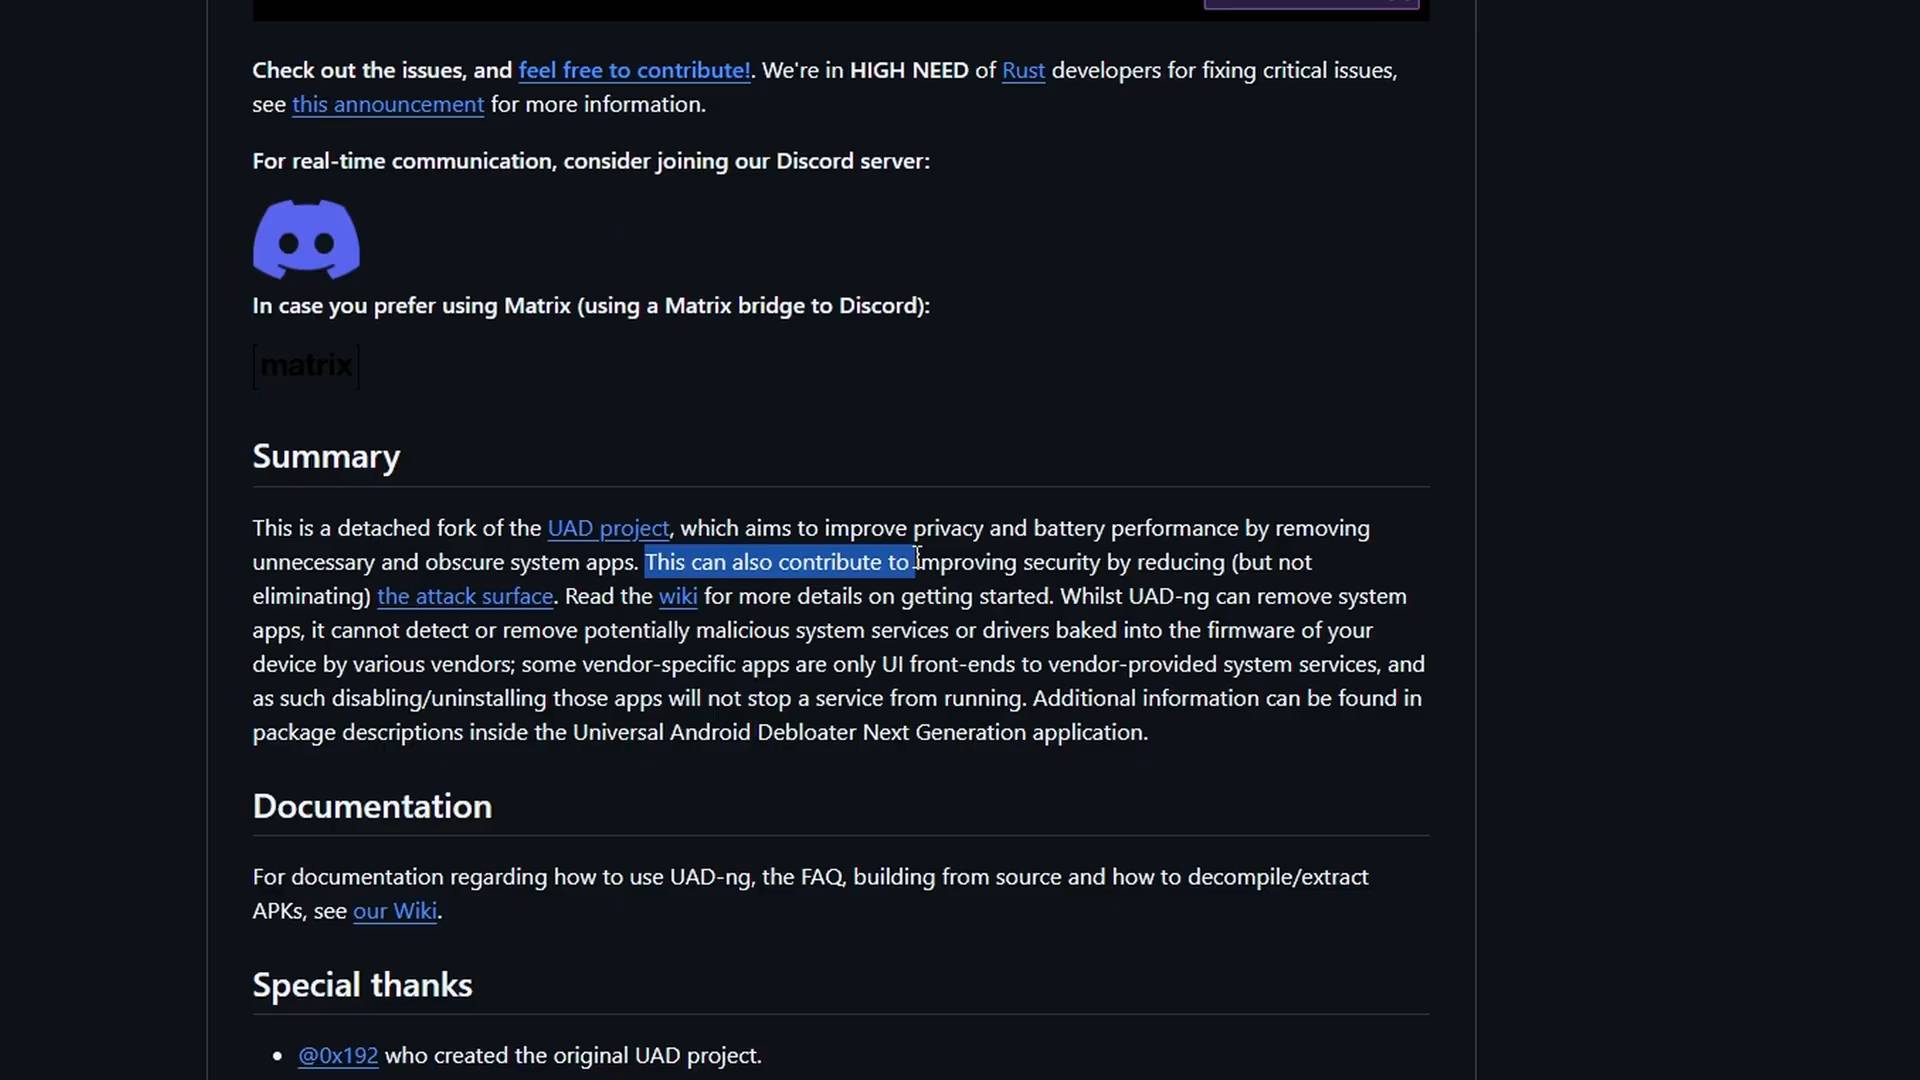 Check out the issues, and feel free to contribute!. We're in HIGH NEED of Rust developers for fixing critical issues,
see this announcement for more information.
For real-time communication, consider joining our Discord server:
In case you prefer using Matrix (using a Matrix bridge to Discord):
[matrix]
Summary
This is a detached fork of the UAD project, which aims to improve privacy and battery performance by removing
unnecessary and obscure system apps. This can also contribute to improving security by reducing (but not
eliminating) the attack surface. Read the wiki for more details on getting started. Whilst UAD-ng can remove system
apps, it cannot detect or remove potentially malicious system services or drivers baked into the firmware of your
device by various vendors; some vendor-specific apps are only UI front-ends to vendor-provided system services, and
as such disabling/uninstalling those apps will not stop a service from running. Additional information can be found in
package descriptions inside the Universal Android Debloater Next Generation application.
Documentation
For documentation regarding how to use UAD-ng, the FAQ, building from source and how to decompile/extract
APKs, see our Wiki.
Special thanks
• @0x192 who created the original UAD project.